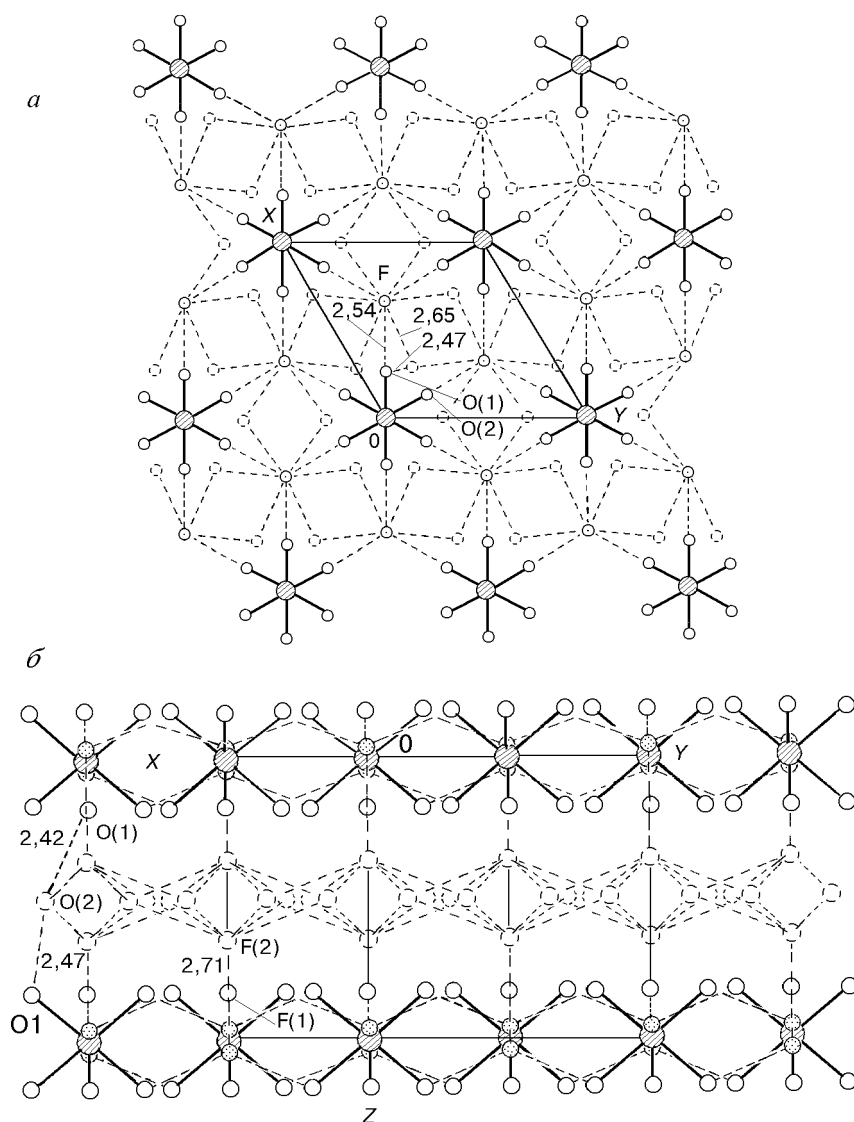 а
X
F
2,54
2,65
2,47
O(1)
O(2)
0
Y
б
X
0
Y
O(1)
2,42
O(2)
F(2)
2,47
2,71
O1
F(1)
Z